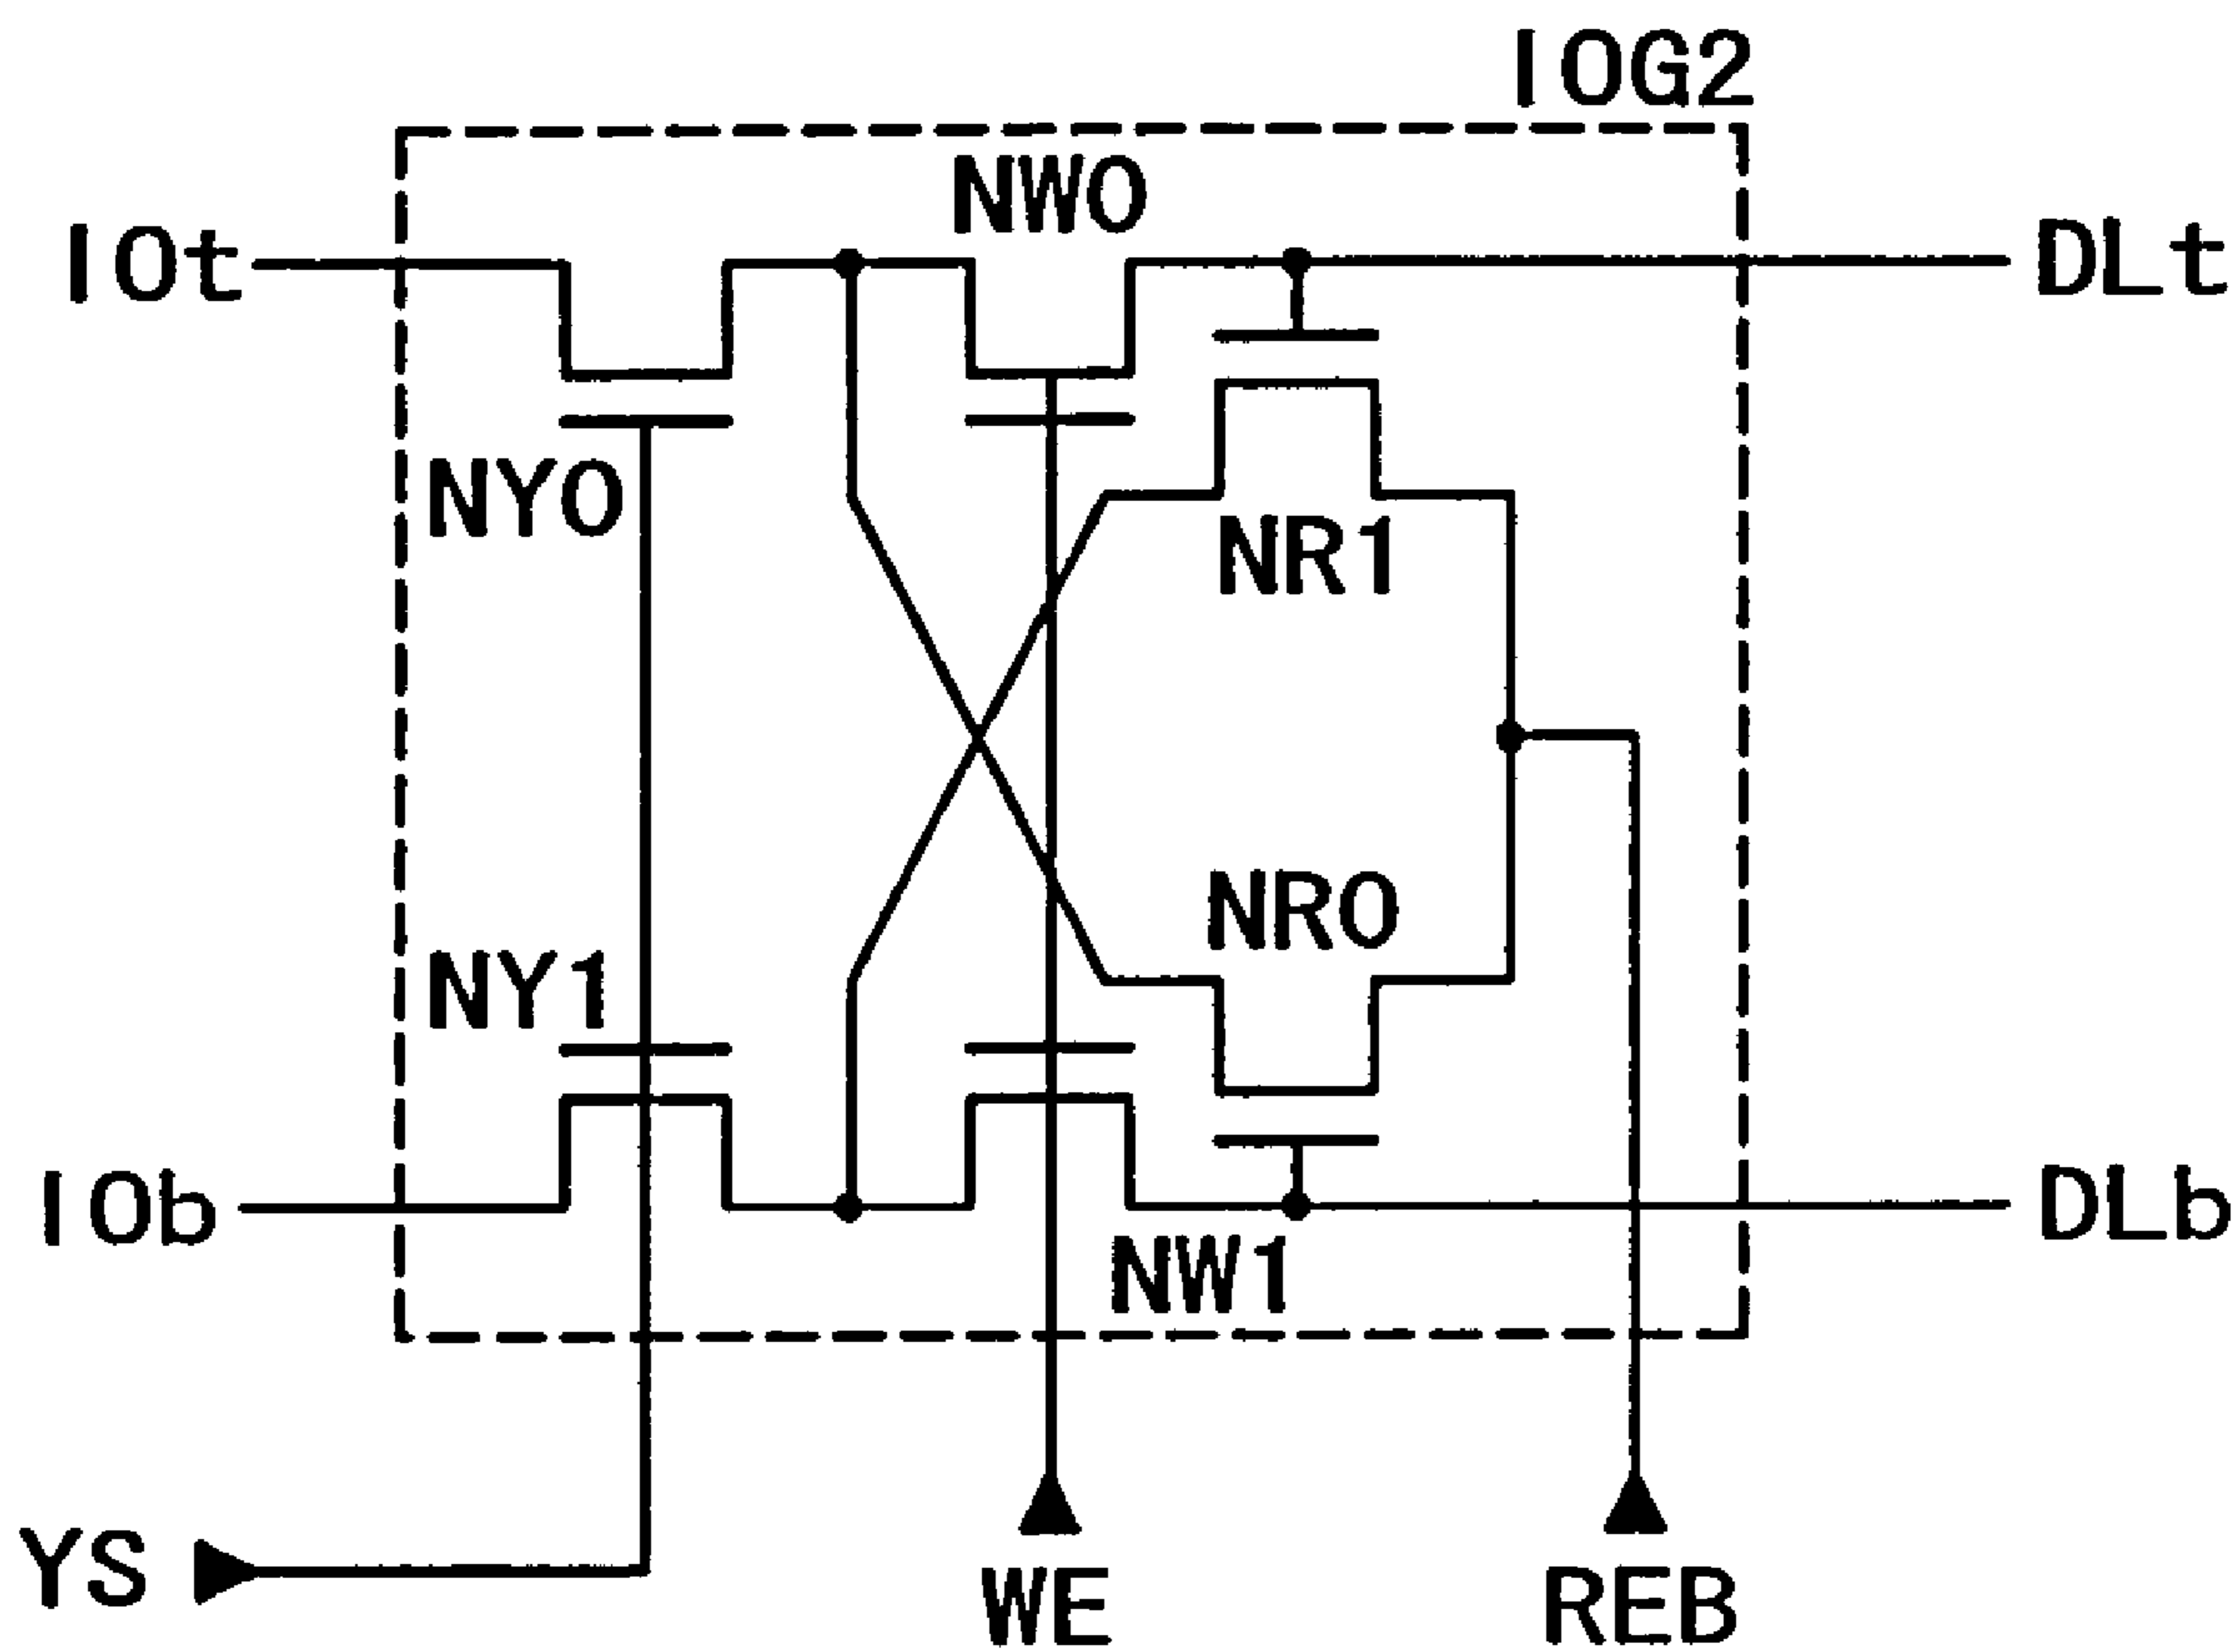 IOG2
NW0
IOt
DLt
NY0
NR1
NR0
NY1
IOb
DLb
NW1
YS
WE
REB